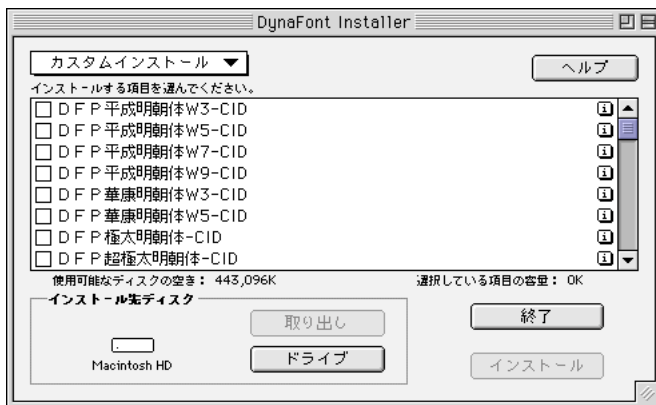 DynaFont Installer
カスタムインストール
ヘルプ
インストールする項目を選んでください。
ＤＦＰ平成明朝体W3-CID
ＤＦＰ平成明朝体W5-CID
ＤＦＰ平成明朝体W7-CID
ＤＦＰ平成明朝体W9-CID
ＤＦＰ華康明朝体W3-CID
ＤＦＰ華康明朝体W5-CID
ＤＦＰ極太明朝体-CID
ＤＦＰ超極太明朝体-CID
使用可能なディスクの空き： 443,096K 選択している項目の容量： 0K
インストール先ディスク
取り出し
終了
Macintosh HD
ドライブ
インストール